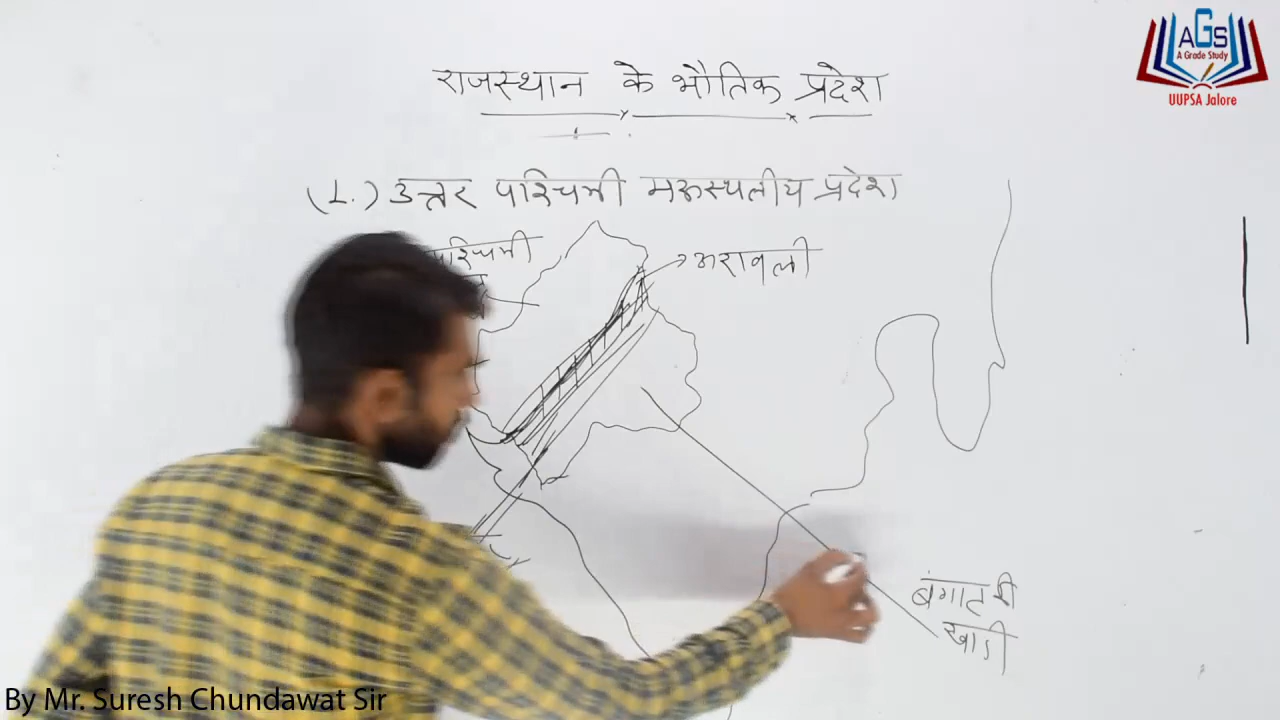 राजस्थान के भौतिक प्रदेश
(1.) उत्तर पश्चिमी मरुस्थलीय प्रदेश
पश्चिमी
अरावली
बंगाल की
खाड़ी
AGS
A Grade Study
UUPSA Jalore
By Mr. Suresh Chundawat Sir